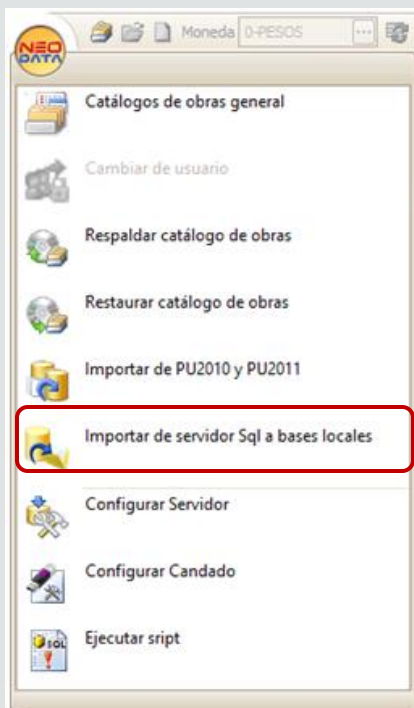 NEO
DATA
Moneda 0-PESOS ...
Catálogos de obras general
Cambiar de usuario
Respaldar catálogo de obras
Restaurar catálogo de obras
Importar de PU2010 y PU2011
Importar de servidor Sql a bases locales
Configurar Servidor
Configurar Candado
SQL
!
Ejecutar sript